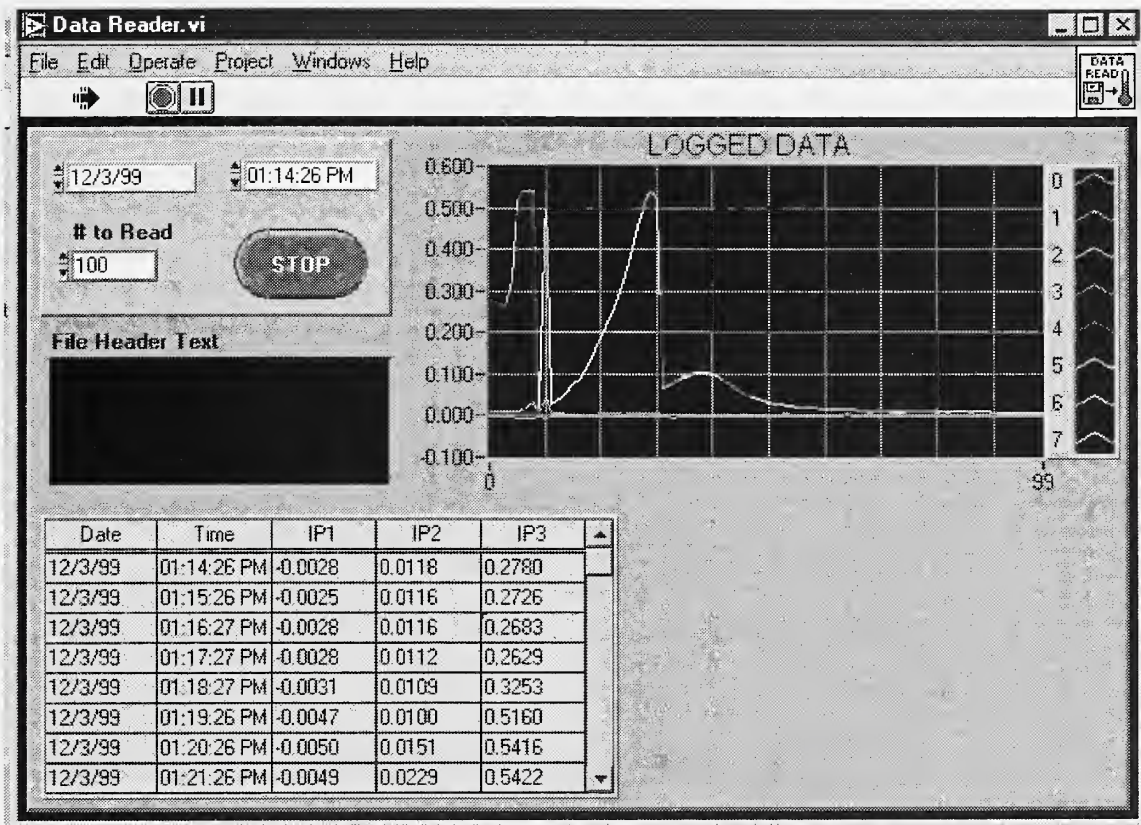 Data Reader.vi
File Edit Operate Project Windows Help
DATA
READ
12/3/99
01:14:26 PM
# to Read
100
STOP
File Header Text
LOGGED DATA
0.600
0.500
0.400
0.300
0.200
0.100
0.000
-0.100
0
99
0
1
2
3
4
5
6
7
Date Time IP1 IP2 IP3
12/3/99 01:14:26 PM -0.0028 0.0118 0.2780
12/3/99 01:15:26 PM -0.0025 0.0116 0.2726
12/3/99 01:16:27 PM -0.0028 0.0116 0.2683
12/3/99 01:17:27 PM -0.0028 0.0112 0.2629
12/3/99 01:18:27 PM -0.0031 0.0109 0.3253
12/3/99 01:19:26 PM -0.0047 0.0100 0.5160
12/3/99 01:20:26 PM -0.0050 0.0151 0.5416
12/3/99 01:21:26 PM -0.0049 0.0229 0.5422